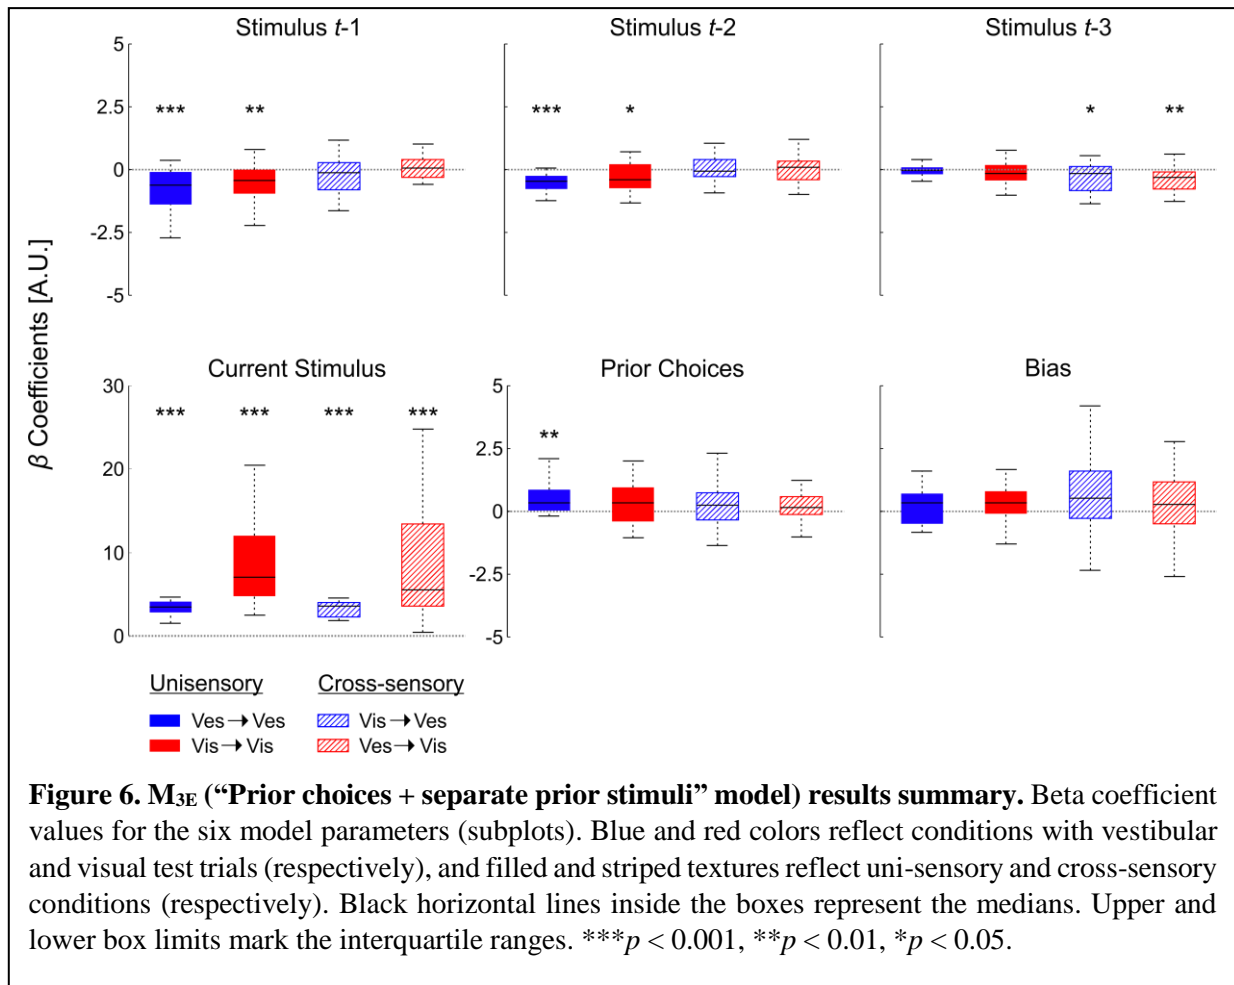 Stimulus t-1
Stimulus t-2
Stimulus t-3
5
2.5
0
-2.5
-5
*** ** *** * * **
β Coefficients [A.U.]
Current Stimulus
Prior Choices
Bias
30
20
10
0
*** *** *** ***
5
2.5
0
-5
**
Unisensory
Cross-sensory
Ves→Ves
Vis→Ves
Vis→Vis
Ves→Vis
Figure 6. M3E (“Prior choices + separate prior stimuli” model) results summary. Beta coefficient
values for the six model parameters (subplots). Blue and red colors reflect conditions with vestibular
and visual test trials (respectively), and filled and striped textures reflect uni-sensory and cross-sensory
conditions (respectively). Black horizontal lines inside the boxes represent the medians. Upper and
lower box limits mark the interquartile ranges. ***p < 0.001, **p < 0.01, *p < 0.05.